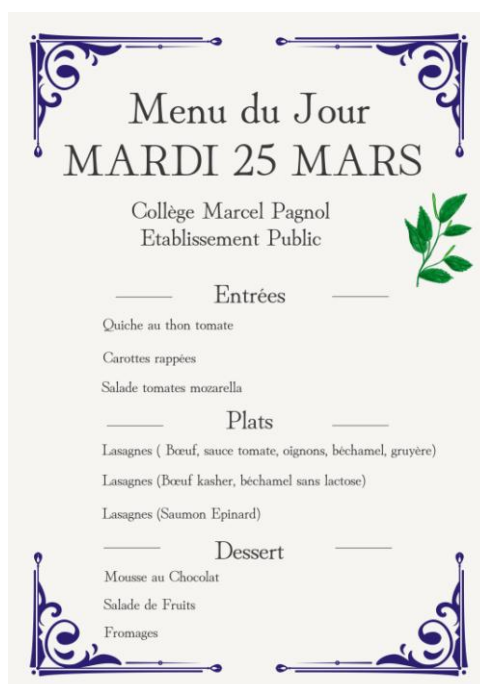 Menu du Jour
MARDI 25 MARS
Collège Marcel Pagnol
Etablissement Public
Entrées
Quiche au thon tomate
Carottes rappées
Salade tomates mozarella
Plats
Lasagnes ( Bœuf, sauce tomate, oignons, béchamel, gruyère)
Lasagnes (Bœuf kasher, béchamel sans lactose)
Lasagnes (Saumon Epinard)
Dessert
Mousse au Chocolat
Salade de Fruits
Fromages